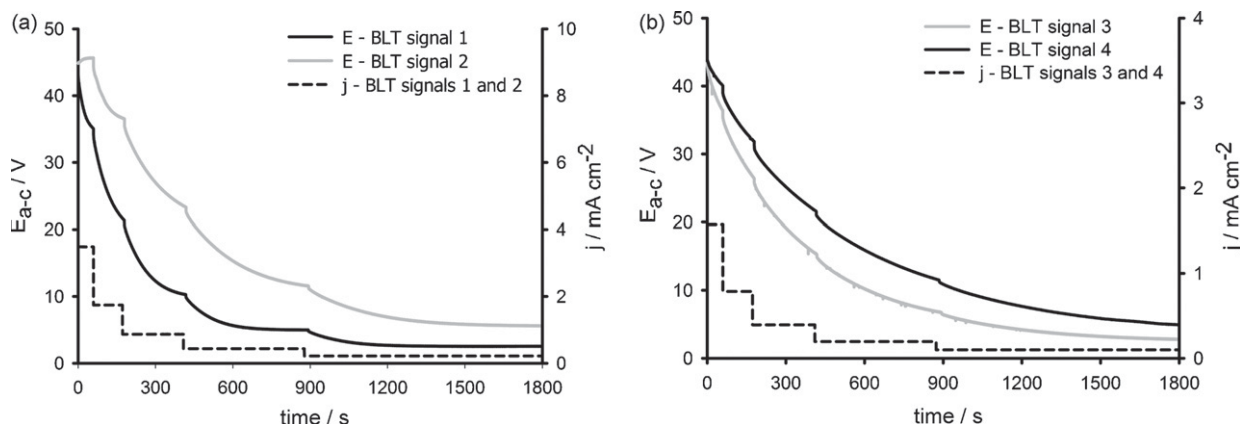 (a)
E - BLT signal 1
E - BLT signal 2
j - BLT signals 1 and 2
50
40
30
20
10
0
E a-c / V
10
8
6
4
2
0
j / mA cm-2
0 300 600 900 1200 1500 1800
time / s
(b)
E - BLT signal 3
E - BLT signal 4
j - BLT signals 3 and 4
50
40
30
20
10
0
E a-c / V
4
3
2
1
0
j / mA cm-2
0 300 600 900 1200 1500 1800
time / s